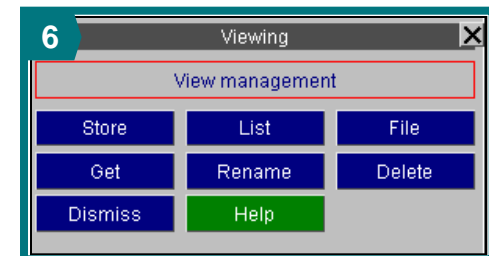 6 Viewing X
View management
Store List File
Get Rename Delete
Dismiss Help